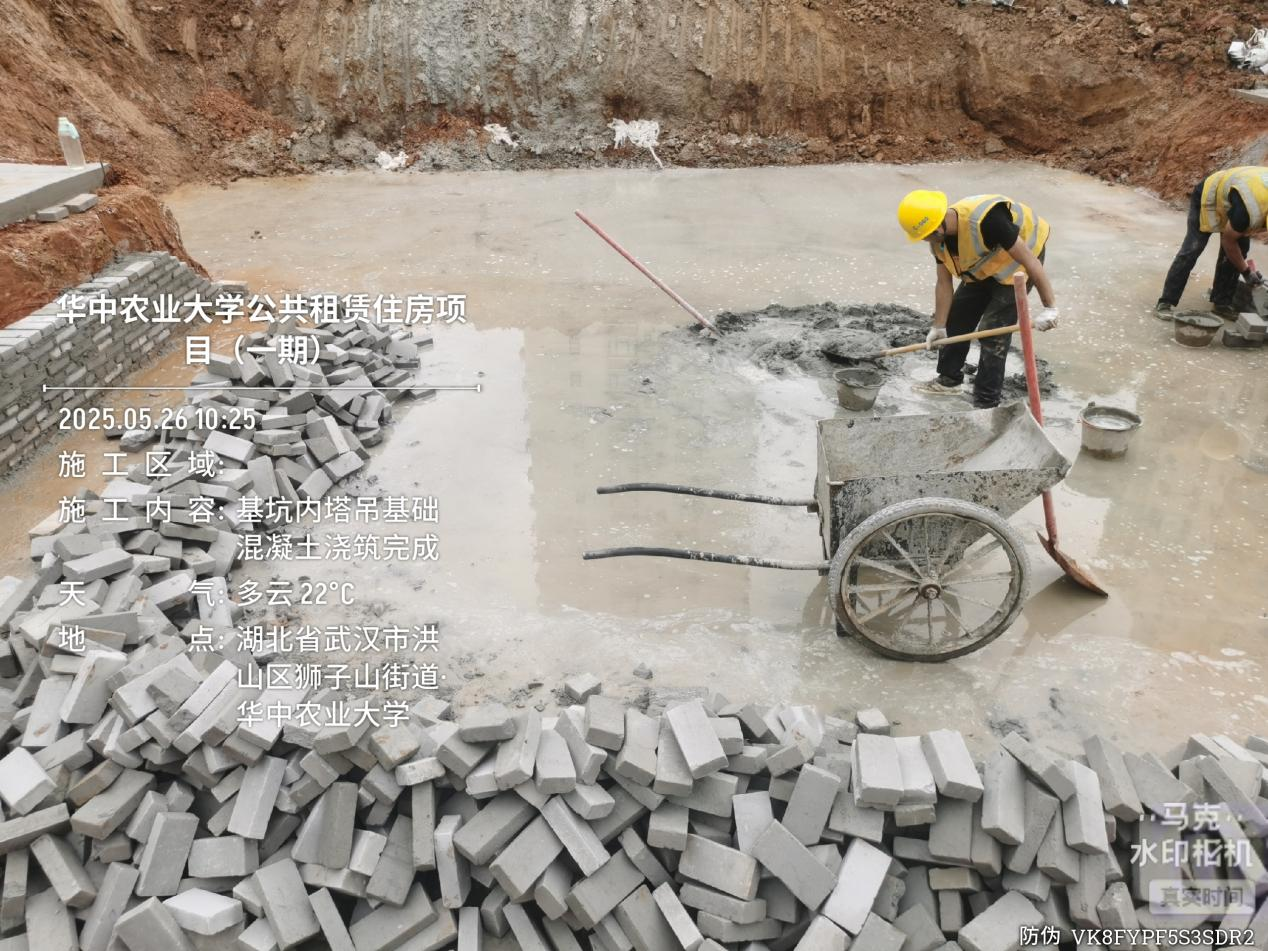 华中农业大学公共租赁住房项
目（一期）
2025.05.26 10:25
施工区域:
施工内容: 基坑内塔吊基础
混凝土浇筑完成
天气: 多云 22°C
地点: 湖北省武汉市洪
山区狮子山街道·
华中农业大学
马克
水印相机
真实时间
防伪 VK8FYPF5S3SDR2